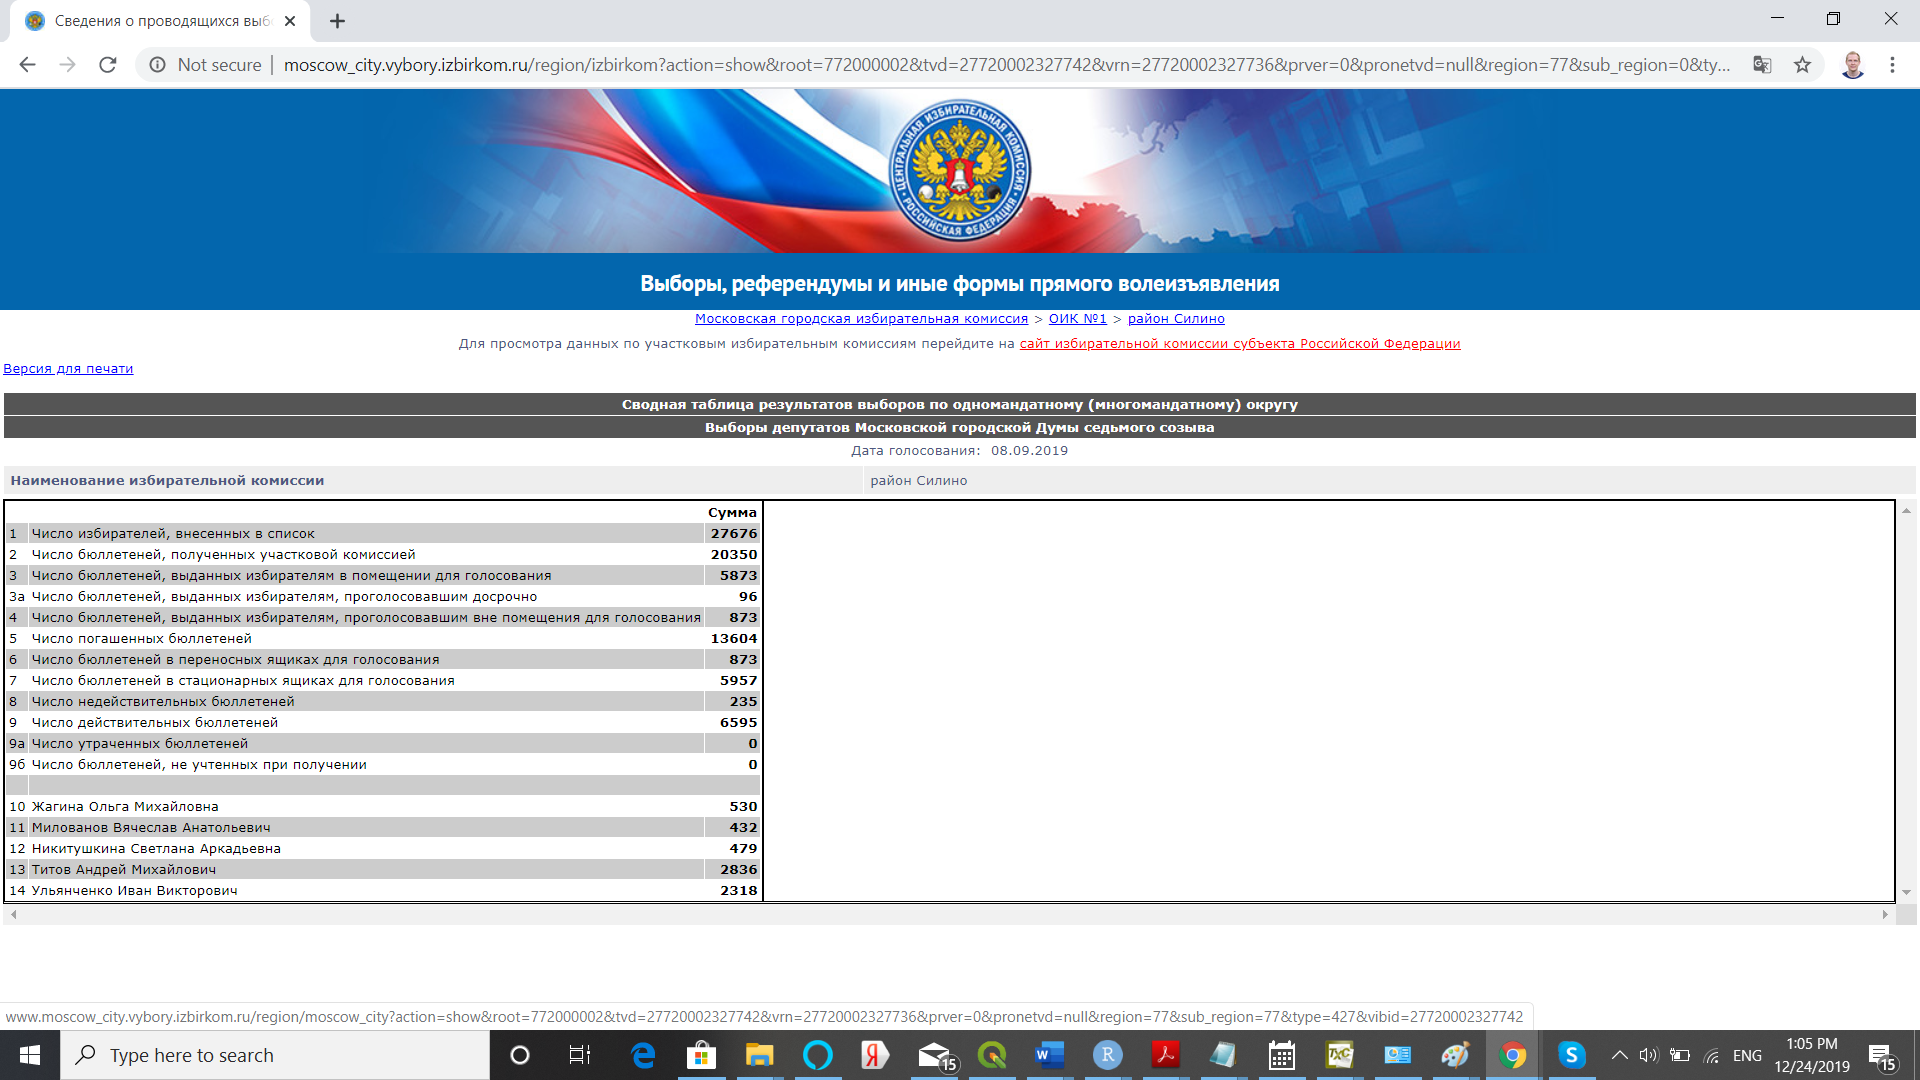 Сведения о проводящихся выб
Not secure | moscow_city.vybory.izbirkom.ru/region/izbirkom?action=show&root=772000002&tvd=27720002327742&vrn=27720002327736&prver=0&pronetvd=null&region=77&sub_region=0&ty...
ЦЕНТРАЛЬНАЯ ИЗБИРАТЕЛЬНАЯ КОМИССИЯ
РОССИЙСКАЯ ФЕДЕРАЦИЯ
Выборы, референдумы и иные формы прямого волеизъявления
Московская городская избирательная комиссия > ОИК №1 > район Силино
Для просмотра данных по участковым избирательным комиссиям перейдите на сайт избирательной комиссии субъекта Российской Федерации
Версия для печати
Сводная таблица результатов выборов по одномандатному (многомандатному) округу
Выборы депутатов Московской городской Думы седьмого созыва
Дата голосования: 08.09.2019
Наименование избирательной комиссии район Силино
Сумма
1 Число избирателей, внесенных в список 27676
2 Число бюллетеней, полученных участковой комиссией 20350
3 Число бюллетеней, выданных избирателям в помещении для голосования 5873
3а Число бюллетеней, выданных избирателям, проголосовавшим досрочно 96
4 Число бюллетеней, выданных избирателям, проголосовавшим вне помещения для голосования 873
5 Число погашенных бюллетеней 13604
6 Число бюллетеней в переносных ящиках для голосования 873
7 Число бюллетеней в стационарных ящиках для голосования 5957
8 Число недействительных бюллетеней 235
9 Число действительных бюллетеней 6595
9а Число утраченных бюллетеней 0
9б Число бюллетеней, не учтенных при получении 0
10 Жагина Ольга Михайловна 530
11 Милованов Вячеслав Анатольевич 432
12 Никитушкина Светлана Аркадьевна 479
13 Титов Андрей Михайлович 2836
14 Ульянченко Иван Викторович 2318
www.moscow_city.vybory.izbirkom.ru/region/moscow_city?action=show&root=772000002&tvd=27720002327742&vrn=27720002327736&prver=0&pronetvd=null&region=77&sub_region=77&type=427&vibid=27720002327742
Type here to search
15
ENG
1:05 PM
12/24/2019
15